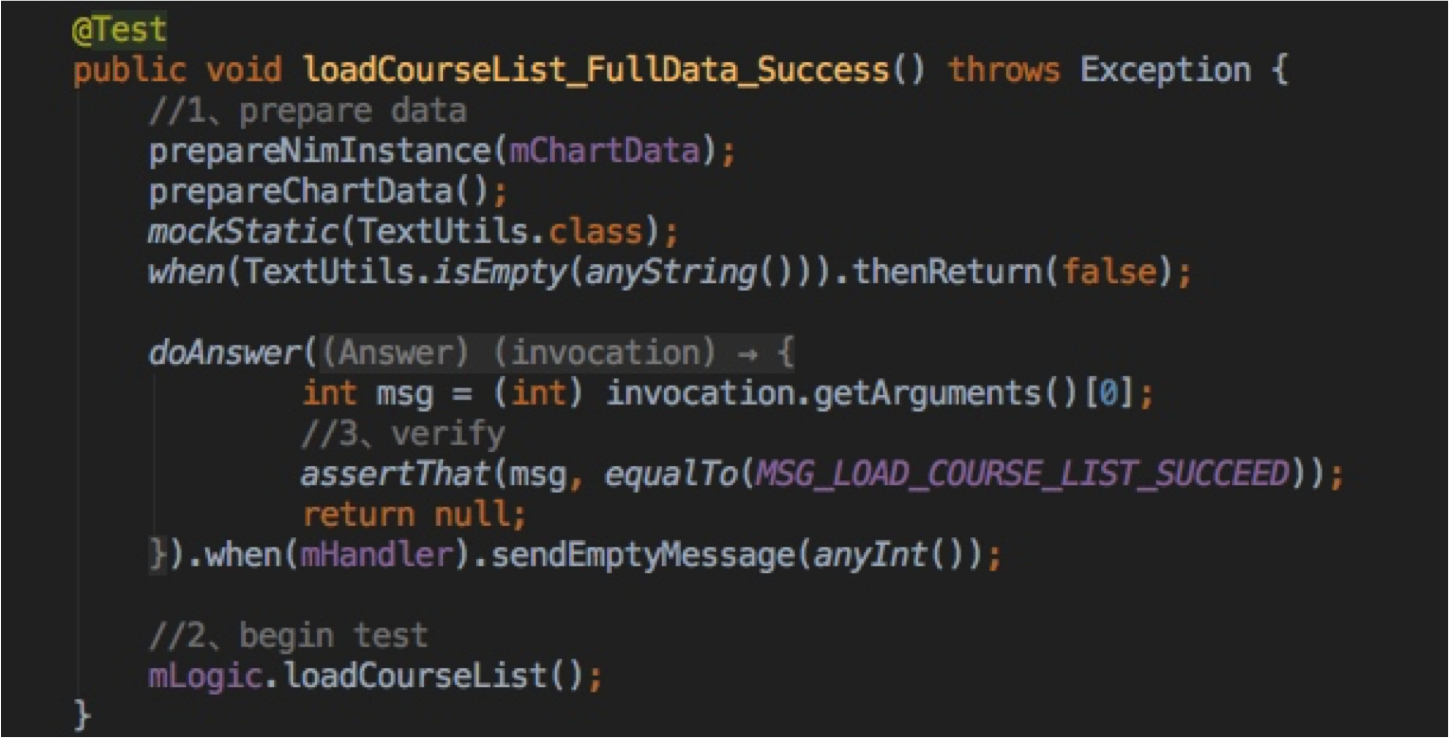 @Test
public void loadCourseList_FullData_Success() throws Exception {
//1、prepare data
prepareNimInstance(mChartData);
prepareChartData();
mockStatic(TextUtils.class);
when(TextUtils.isEmpty(anyString())).thenReturn(false);
doAnswer((Answer) (invocation) → {
int msg = (int) invocation.getArguments()[0];
//3、verify
assertThat(msg, equalTo(MSG_LOAD_COURSE_LIST_SUCCEED));
return null;
}).when(mHandler).sendEmptyMessage(anyInt());
//2、begin test
mLogic.loadCourseList();
}